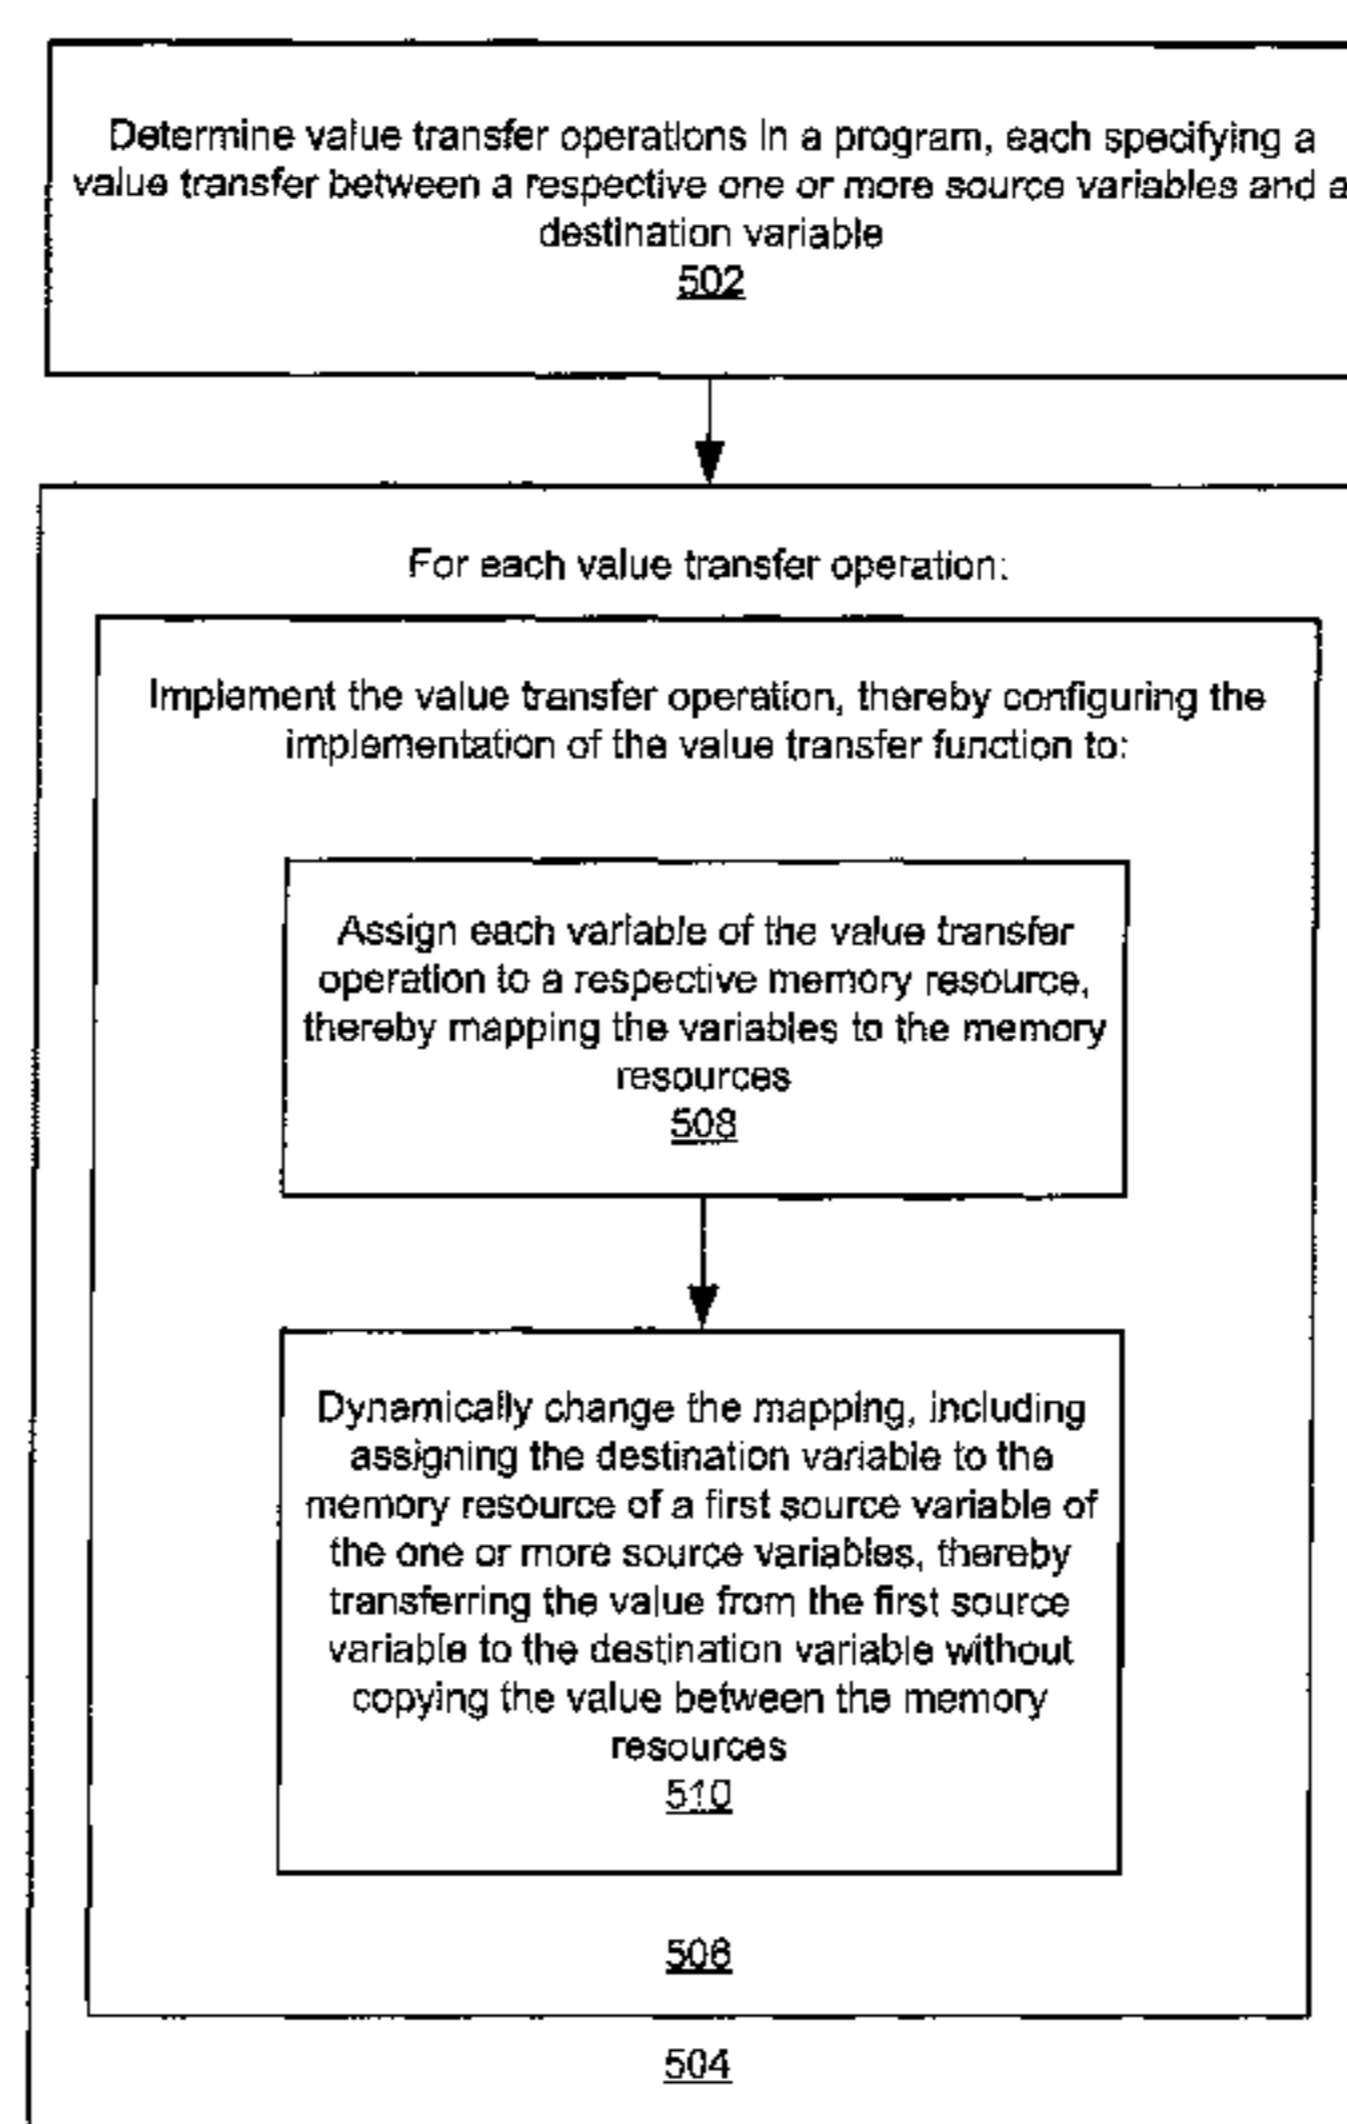 Determine value transfer operations in a program, each specifying a
value transfer between a respective one or more source variables and a
destination variable
502
For each value transfer operation:
Implement the value transfer operation, thereby configuring the
implementation of the value transfer function to:
Assign each variable of the value transfer
operation to a respective memory resource,
thereby mapping the variables to the memory
resources
508
Dynamically change the mapping, including
assigning the destination variable to the
memory resource of a first source variable of
the one or more source variables, thereby
transferring the value from the first source
variable to the destination variable without
copying the value between the memory
resources
510
506
504